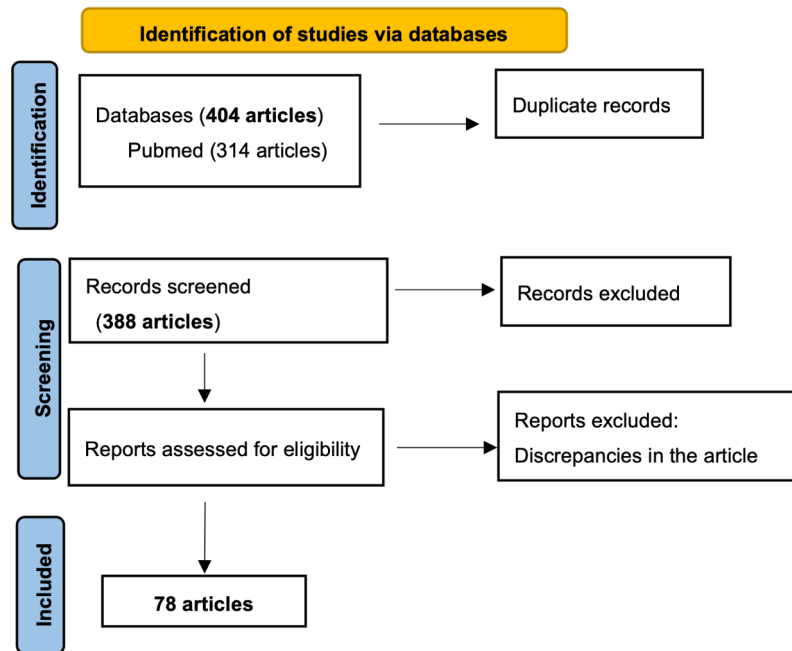 Identification of studies via databases
Identification
Databases (404 articles)
Pubmed (314 articles)
Duplicate records
Screening
Records screened
(388 articles)
Records excluded
Reports assessed for eligibility
Reports excluded:
Discrepancies in the article
Included
78 articles